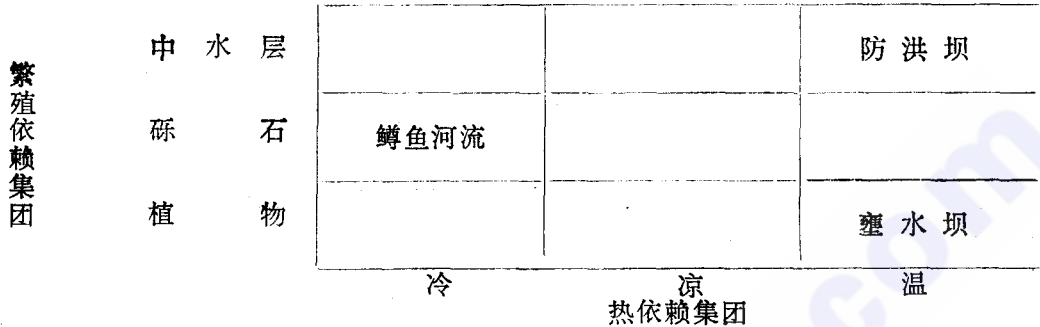 繁殖依赖集团
中水层 防洪坝
砾石 鳟鱼河流
植物 壅水坝
冷 凉 温
热依赖集团
com